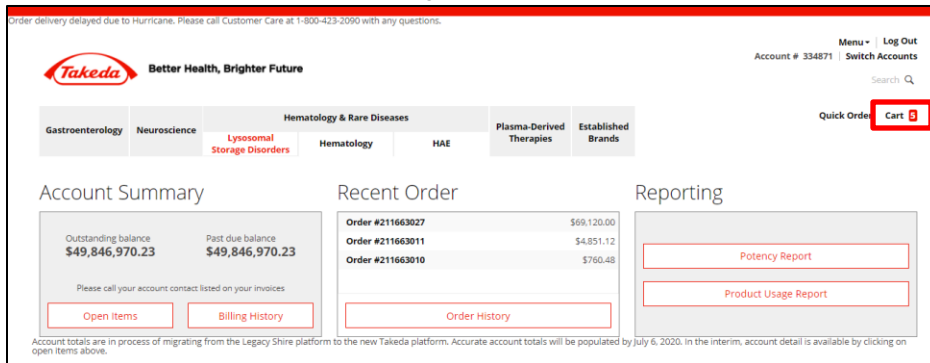 Order delivery delayed due to Hurricane. Please call Customer Care at 1-800-423-2090 with any questions.
Menu Log Out
Account # 334871 Switch Accounts
Takeda Better Health, Brighter Future
Search
Quick Order Cart 5
Gastroenterology
Neuroscience
Hematology & Rare Diseases
Lysosomal
Storage Disorders
Hematology
HAE
Plasma-Derived
Therapies
Established
Brands
Account Summary
Outstanding balance Past due balance
$49,846,970.23 $49,846,970.23
Please call your account contact listed on your invoices
Open Items Billing History
Recent Order
Order #211663027 $69,120.00
Order #211663011 $4,851.12
Order #211663010 $760.48
Order History
Reporting
Potency Report
Product Usage Report
Account totals are in process of migrating from the Legacy Shire platform to the new Takeda platform. Accurate account totals will be populated by July 6, 2020. In the interim, account detail is available by clicking on
open items above.